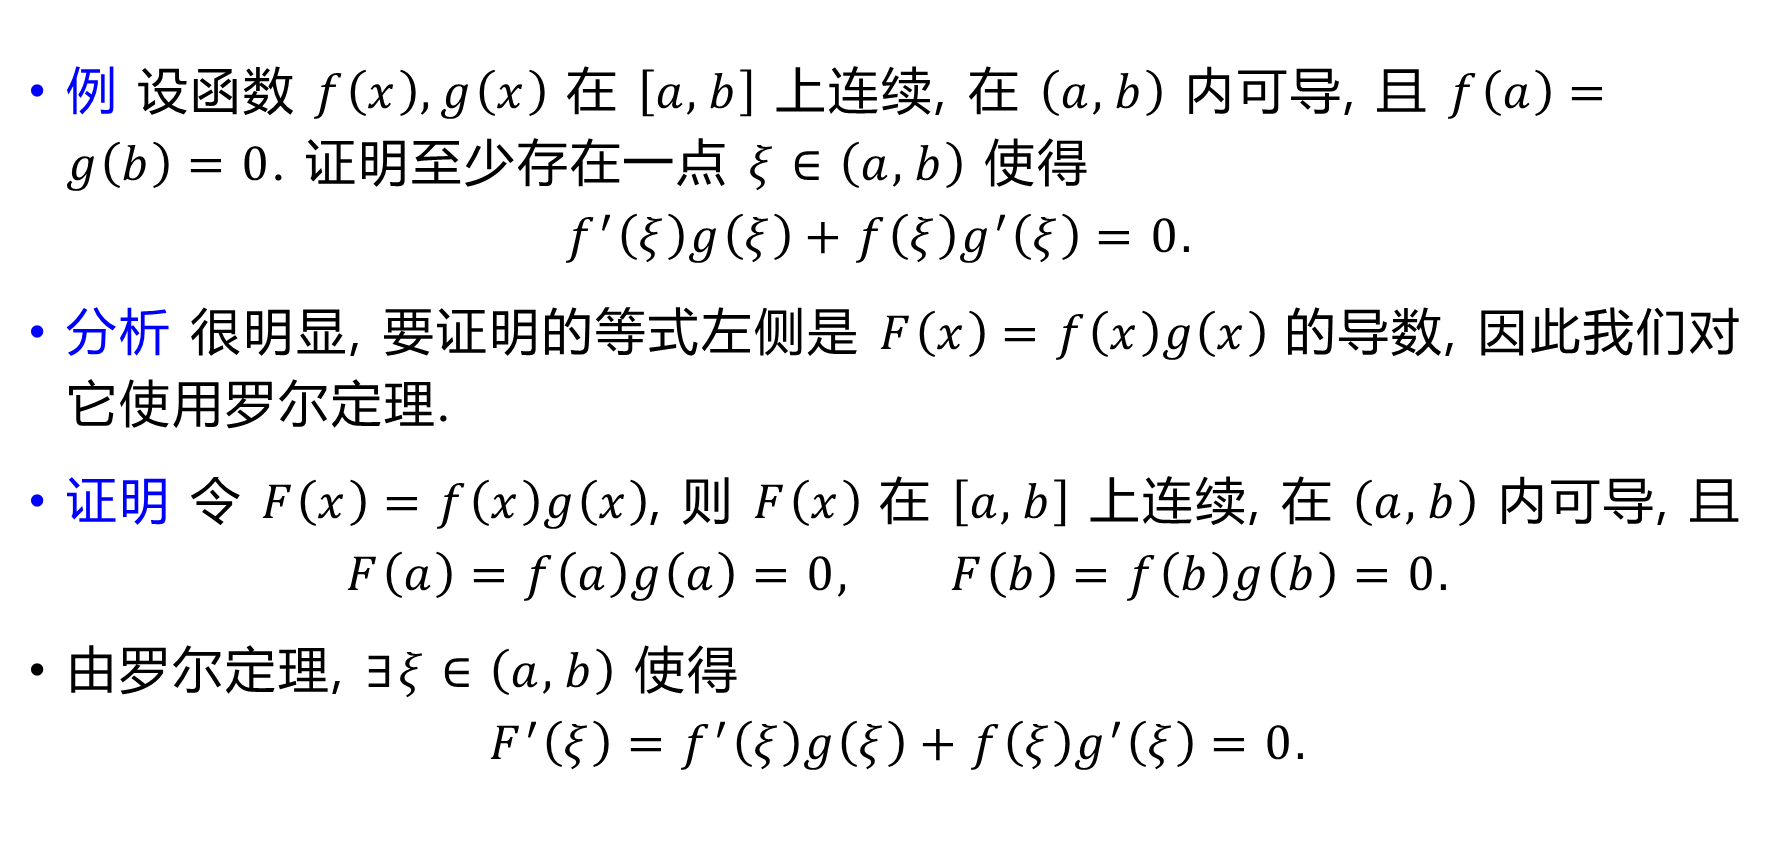 • 例 设函数 f(x), g(x) 在 [a, b] 上连续, 在 (a, b) 内可导, 且 f(a) =
g(b) = 0. 证明至少存在一点 ξ ∈ (a, b) 使得
f′(ξ)g(ξ) + f(ξ)g′(ξ) = 0.
• 分析 很明显, 要证明的等式左侧是 F(x) = f(x)g(x) 的导数, 因此我们对
它使用罗尔定理.
• 证明 令 F(x) = f(x)g(x), 则 F(x) 在 [a, b] 上连续, 在 (a, b) 内可导, 且
F(a) = f(a)g(a) = 0, F(b) = f(b)g(b) = 0.
• 由罗尔定理, ∃ξ ∈ (a, b) 使得
F′(ξ) = f′(ξ)g(ξ) + f(ξ)g′(ξ) = 0.